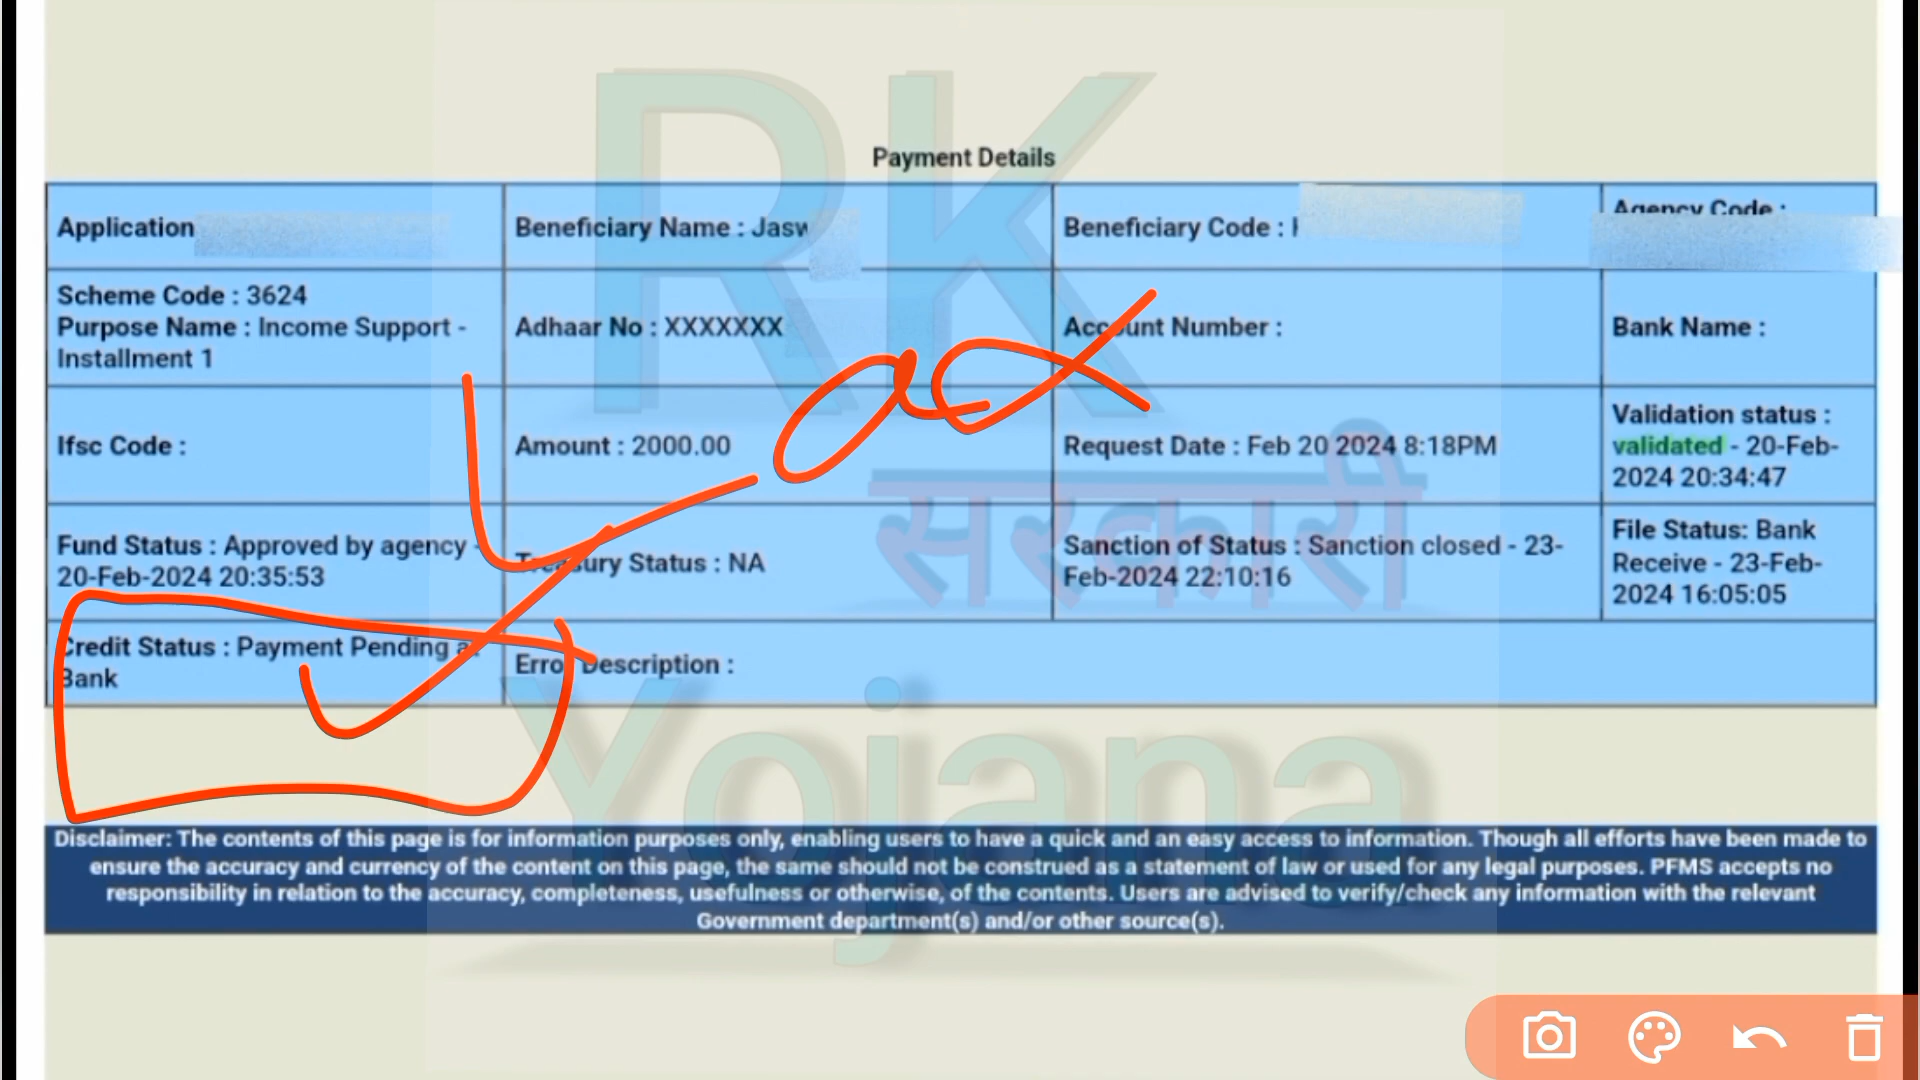 RK
Payment Details
Application
Beneficiary Name : Jasw
Beneficiary Code :
Agency Code :
Scheme Code : 3624
Purpose Name : Income Support -
Installment 1
Adhaar No : XXXXXXX
Account Number :
Bank Name :
Ifsc Code :
Amount : 2000.00
Request Date : Feb 20 2024 8:18PM
Validation status :
validated - 20-Feb-
2024 20:34:47
सरकारी
Fund Status : Approved by agency -
20-Feb-2024 20:35:53
Treasury Status : NA
Sanction of Status : Sanction closed - 23-
Feb-2024 22:10:16
File Status: Bank
Receive - 23-Feb-
2024 16:05:05
Credit Status : Payment Pending at
Bank
Error Description :
Yojana
Disclaimer: The contents of this page is for information purposes only, enabling users to have a quick and an easy access to information. Though all efforts have been made to
ensure the accuracy and currency of the content on this page, the same should not be construed as a statement of law or used for any legal purposes. PFMS accepts no
responsibility in relation to the accuracy, completeness, usefulness or otherwise, of the contents. Users are advised to verify/check any information with the relevant
Government department(s) and/or other source(s).